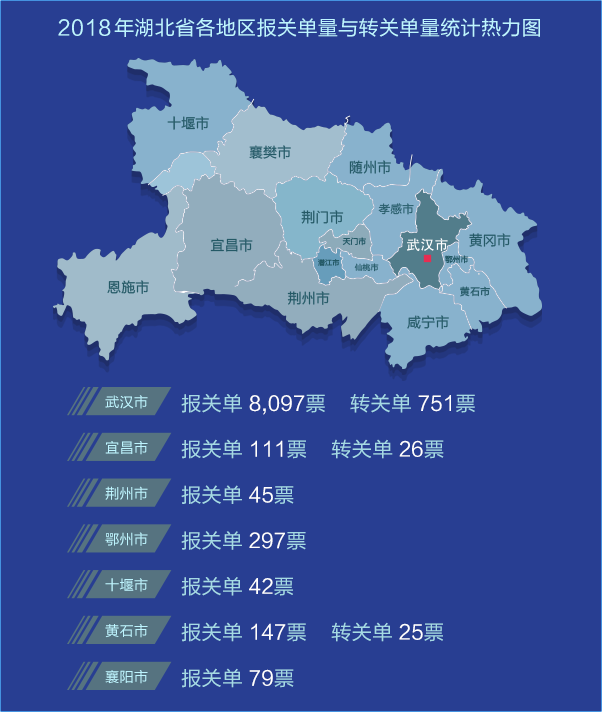 2018年湖北省各地区报关单量与转关单量统计热力图
十堰市
襄樊市
随州市
孝感市
荆门市
黄冈市
天门市
武汉市
宜昌市
鄂州市
潜江市
仙桃市
恩施市
荆州市
黄石市
咸宁市
武汉市 报关单 8,097票 转关单 751票
宜昌市 报关单 111票 转关单 26票
荆州市 报关单 45票
鄂州市 报关单 297票
十堰市 报关单 42票
黄石市 报关单 147票 转关单 25票
襄阳市 报关单 79票